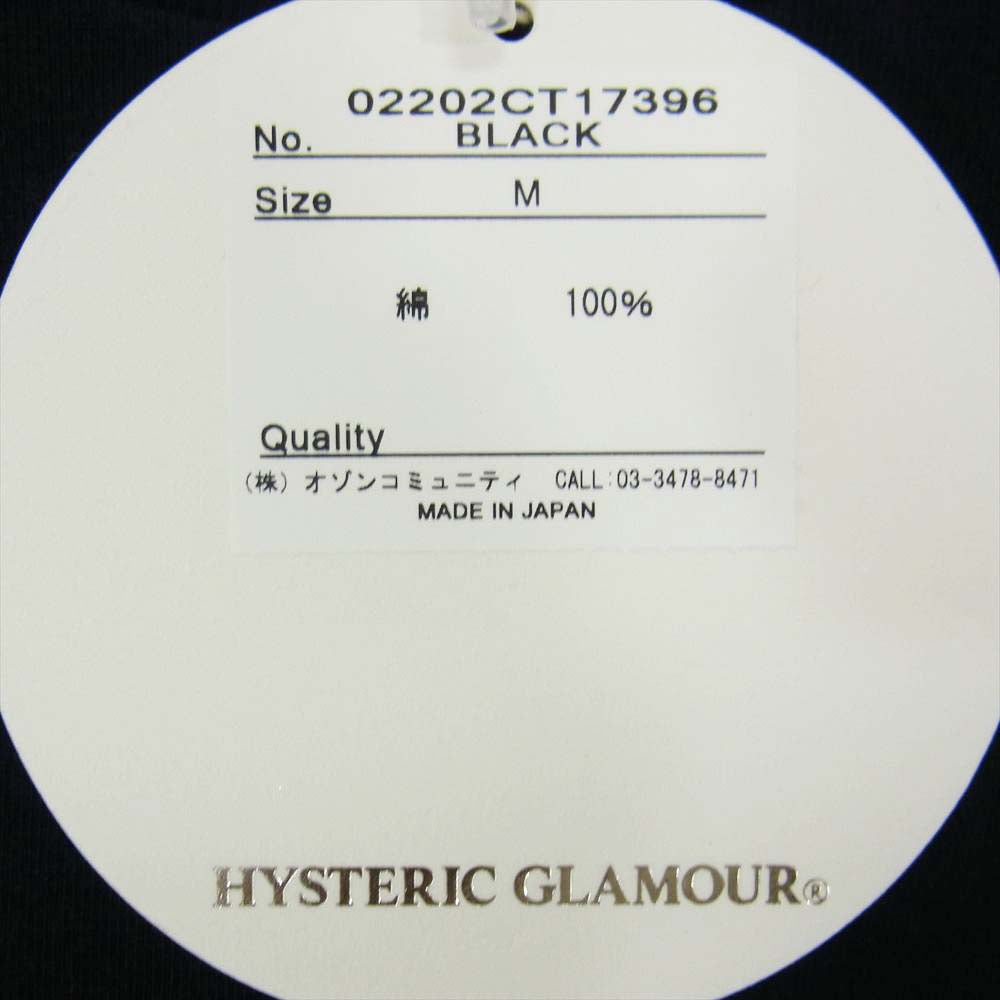 02202CT17396
No. BLACK
Size M
綿 100%
Quality
(株) オゾンコミュニティ CALL:03-3478-8471
MADE IN JAPAN
HYSTERIC GLAMOUR®